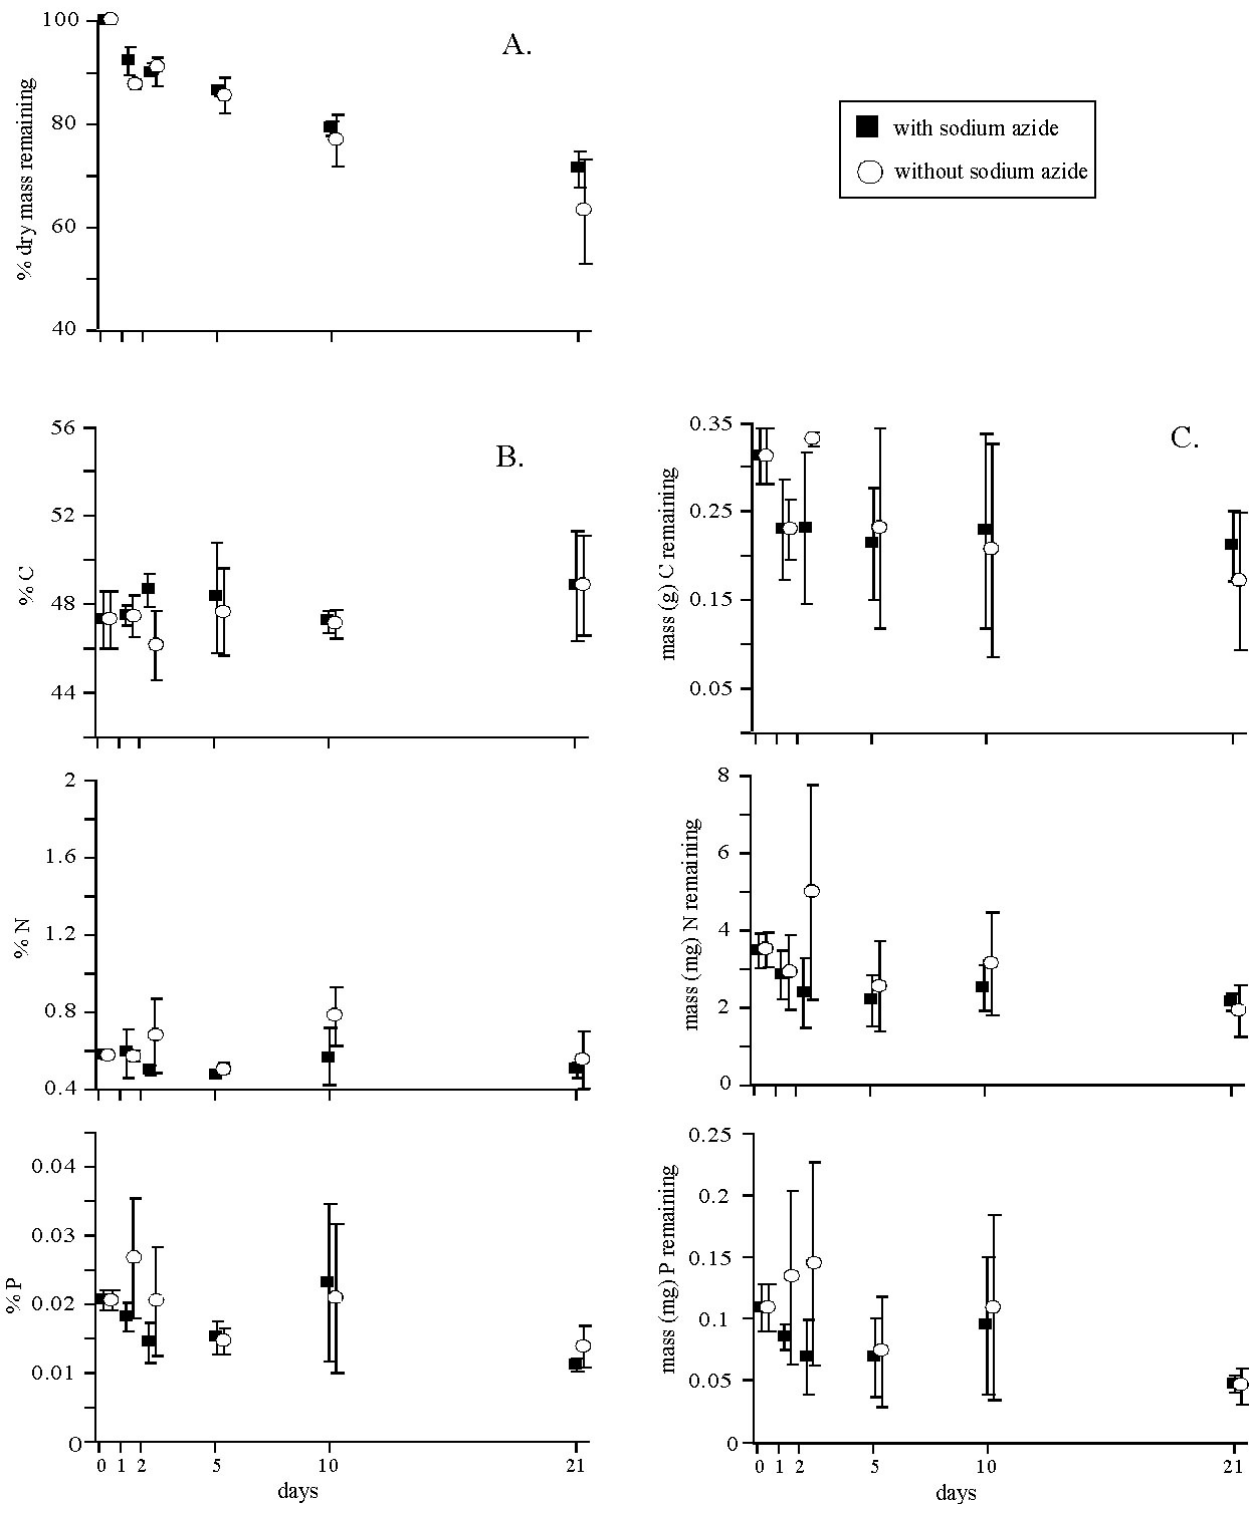 A.
100
80
60
40
% dry mass remaining
with sodium azide
without sodium azide
B.
56
52
48
44
% C
C.
0.35
0.25
0.15
0.05
mass (g) C remaining
2
1.6
1.2
0.8
0.4
% N
8
6
4
2
0
mass (mg) N remaining
0.04
0.03
0.02
0.01
0
% P
0 1 2 5 10 21
days
0.25
0.2
0.15
0.1
0.05
0
mass (mg) P remaining
0 1 2 5 10 21
days